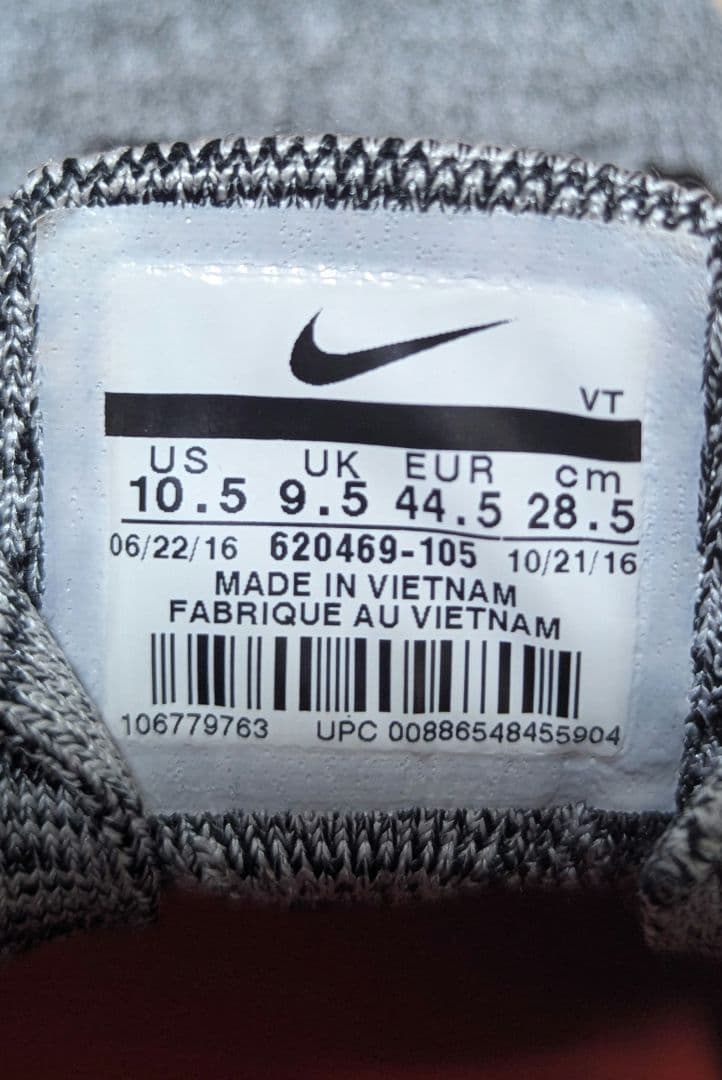 VT
US UK EUR cm
10.5 9.5 44.5 28.5
06/22/16 620469-105 10/21/16
MADE IN VIETNAM
FABRIQUE AU VIETNAM
106779763 UPC 00886548455904